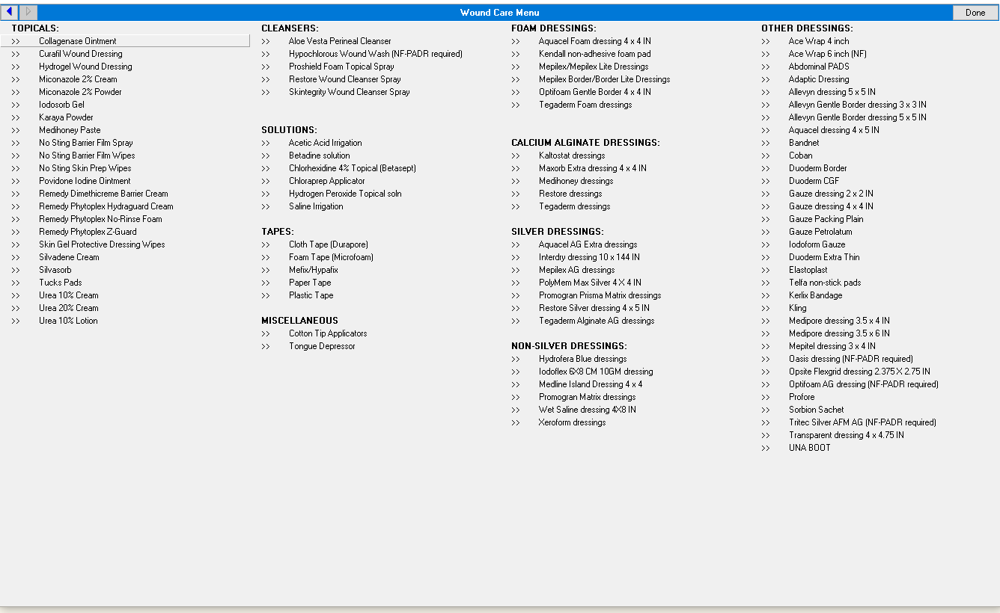 Wound Care Menu
Done
TOPICALS:
>> Collagenase Ointment
>> Curafil Wound Dressing
>> Hydrogel Wound Dressing
>> Miconazole 2% Cream
>> Miconazole 2% Powder
>> Iodosorb Gel
>> Karaya Powder
>> Medihoney Paste
>> No Sting Barrier Film Spray
>> No Sting Barrier Film Wipes
>> No Sting Skin Prep Wipes
>> Povidone Iodine Ointment
>> Remedy Dimethicreme Barrier Cream
>> Remedy Phytoplex Hydraguard Cream
>> Remedy Phytoplex No-Rinse Foam
>> Remedy Phytoplex Z-Guard
>> Skin Gel Protective Dressing Wipes
>> Silvadene Cream
>> Silvasorb
>> Tucks Pads
>> Urea 10% Cream
>> Urea 20% Cream
>> Urea 10% Lotion
CLEANSERS:
>> Aloe Vesta Perineal Cleanser
>> Hypochlorous Wound Wash (NF-PADR required)
>> Proshield Foam Topical Spray
>> Restore Wound Cleanser Spray
>> Skintegrity Wound Cleanser Spray
SOLUTIONS:
>> Acetic Acid Irrigation
>> Betadine solution
>> Chlorhexidine 4% Topical (Betasept)
>> Chloraprep Applicator
>> Hydrogen Peroxide Topical soln
>> Saline Irrigation
TAPES:
>> Cloth Tape (Durapore)
>> Foam Tape (Microfoam)
>> Mefix/Hypafix
>> Paper Tape
>> Plastic Tape
MISCELLANEOUS
>> Cotton Tip Applicators
>> Tongue Depressor
FOAM DRESSINGS:
>> Aquacel Foam dressing 4 x 4 IN
>> Kendall non-adhesive foam pad
>> Mepilex/Mepilex Lite Dressings
>> Mepilex Border/Border Lite Dressings
>> Optifoam Gentle Border 4 x 4 IN
>> Tegaderm Foam dressings
CALCIUM ALGINATE DRESSINGS:
>> Kaltostat dressings
>> Maxorb Extra dressing 4 x 4 IN
>> Medihoney dressings
>> Restore dressings
>> Tegaderm dressings
SILVER DRESSINGS:
>> Aquacel AG Extra dressings
>> Interdry dressing 10 x 144 IN
>> Mepilex AG dressings
>> PolyMem Max Silver 4 X 4 IN
>> Promogran Prisma Matrix dressings
>> Restore Silver dressing 4 x 5 IN
>> Tegaderm Alginate AG dressings
NON-SILVER DRESSINGS:
>> Hydrofera Blue dressings
>> Iodoflex 6X8 CM 10GM dressing
>> Medline Island Dressing 4 x 4
>> Promogran Matrix dressings
>> Wet Saline dressing 4X8 IN
>> Xeroform dressings
OTHER DRESSINGS:
>> Ace Wrap 4 inch
>> Ace Wrap 6 inch (NF)
>> Abdominal PADS
>> Adaptic Dressing
>> Allevyn dressing 5 x 5 IN
>> Allevyn Gentle Border dressing 3 x 3 IN
>> Allevyn Gentle Border dressing 5 x 5 IN
>> Aquacel dressing 4 x 5 IN
>> Bandnet
>> Coban
>> Duoderm Border
>> Duoderm CGF
>> Gauze dressing 2 x 2 IN
>> Gauze dressing 4 x 4 IN
>> Gauze Packing Plain
>> Gauze Petrolatum
>> Iodoform Gauze
>> Duoderm Extra Thin
>> Elastoplast
>> Telfa non-stick pads
>> Kerlix Bandage
>> Kling
>> Medipore dressing 3.5 x 4 IN
>> Medipore dressing 3.5 x 6 IN
>> Mepitel dressing 3 x 4 IN
>> Oasis dressing (NF-PADR required)
>> Opsite Flexgrid dressing 2.375 X 2.75 IN
>> Optifoam AG dressing (NF-PADR required)
>> Profore
>> Sorbion Sachet
>> Tritec Silver AFM AG (NF-PADR required)
>> Transparent dressing 4 x 4.75 IN
>> UNA BOOT